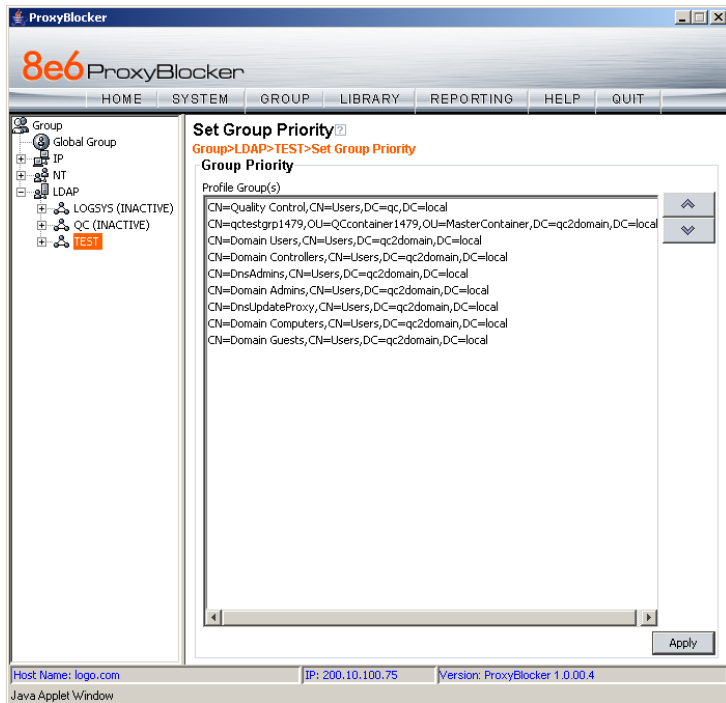 ProxyBlocker
8e6 ProxyBlocker
HOME SYSTEM GROUP LIBRARY REPORTING HELP QUIT
Group
Global Group
IP
NT
LDAP
LOGSYS (INACTIVE)
QC (INACTIVE)
TEST
Set Group Priority?
Group>LDAP>TEST>Set Group Priority
Group Priority
Profile Group(s)
CN=Quality Control,CN=Users,DC=qc,DC=local
CN=qctestgrp1479,OU=QCcontainer1479,OU=MasterContainer,DC=qc2domain,DC=local
CN=Domain Users,CN=Users,DC=qc2domain,DC=local
CN=Domain Controllers,CN=Users,DC=qc2domain,DC=local
CN=DnsAdmins,CN=Users,DC=qc2domain,DC=local
CN=Domain Admins,CN=Users,DC=qc2domain,DC=local
CN=DnsUpdateProxy,CN=Users,DC=qc2domain,DC=local
CN=Domain Computers,CN=Users,DC=qc2domain,DC=local
CN=Domain Guests,CN=Users,DC=qc2domain,DC=local
Apply
Host Name: logo.com IP: 200.10.100.75 Version: ProxyBlocker 1.0.00.4
Java Applet Window